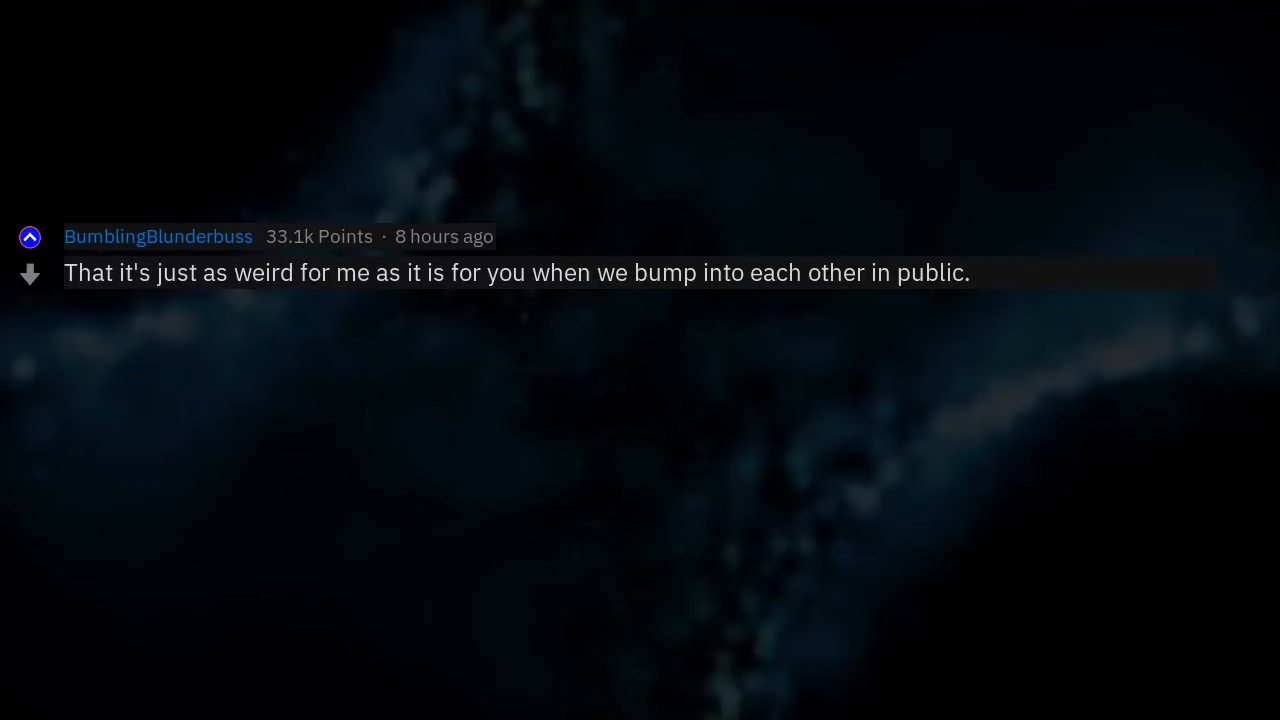 BumblingBlunderbuss 33.1k Points · 8 hours ago
That it's just as weird for me as it is for you when we bump into each other in public.